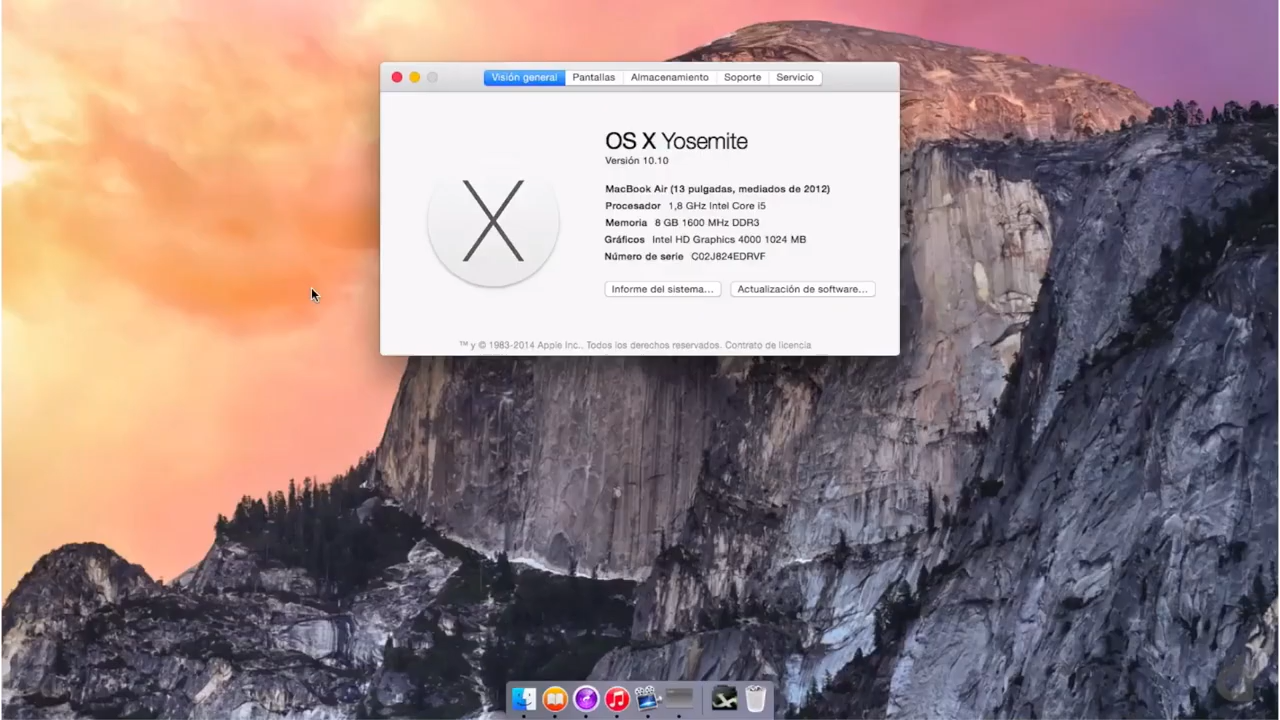 Visión general Pantallas Almacenamiento Soporte Servicio
OS X Yosemite
Versión 10.10
MacBook Air (13 pulgadas, mediados de 2012)
Procesador 1,8 GHz Intel Core i5
Memoria 8 GB 1600 MHz DDR3
Gráficos Intel HD Graphics 4000 1024 MB
Número de serie C02J824EDRVF
Informe del sistema... Actualización de software...
™ y © 1983-2014 Apple Inc.. Todos los derechos reservados. Contrato de licencia